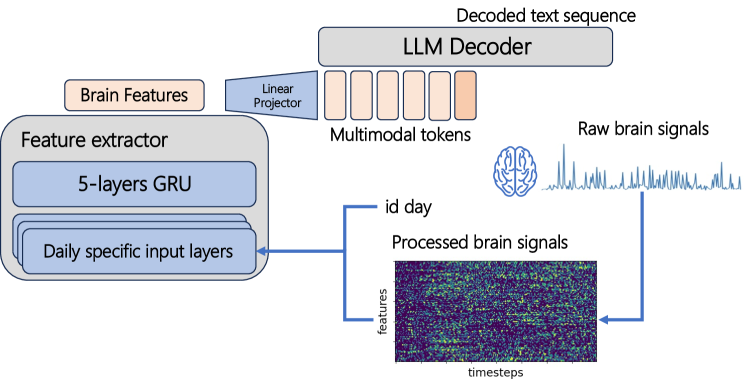 Decoded text sequence
LLM Decoder
Brain Features
Linear
Projector
Multimodal tokens
Feature extractor
5-layers GRU
Daily specific input layers
Raw brain signals
id day
Processed brain signals
features
timesteps